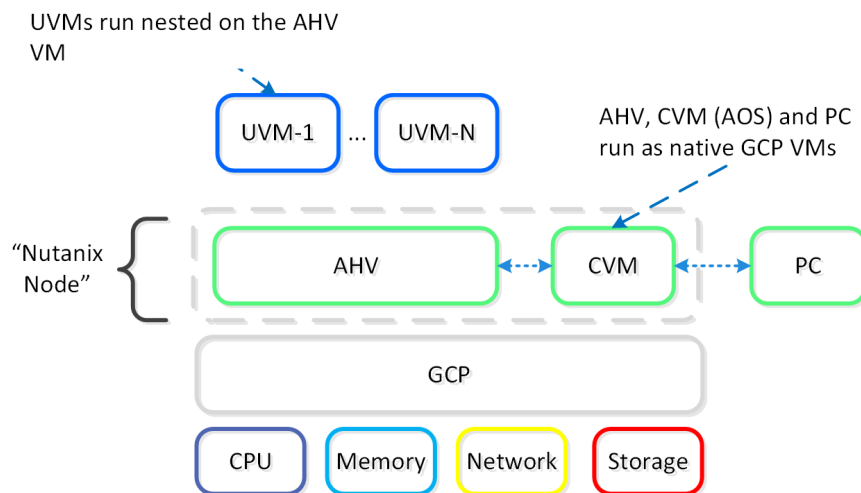 UVMs run nested on the AHV
VM
UVM-1 ... UVM-N
AHV, CVM (AOS) and PC
run as native GCP VMs
“Nutanix
Node”
AHV CVM PC
GCP
CPU Memory Network Storage